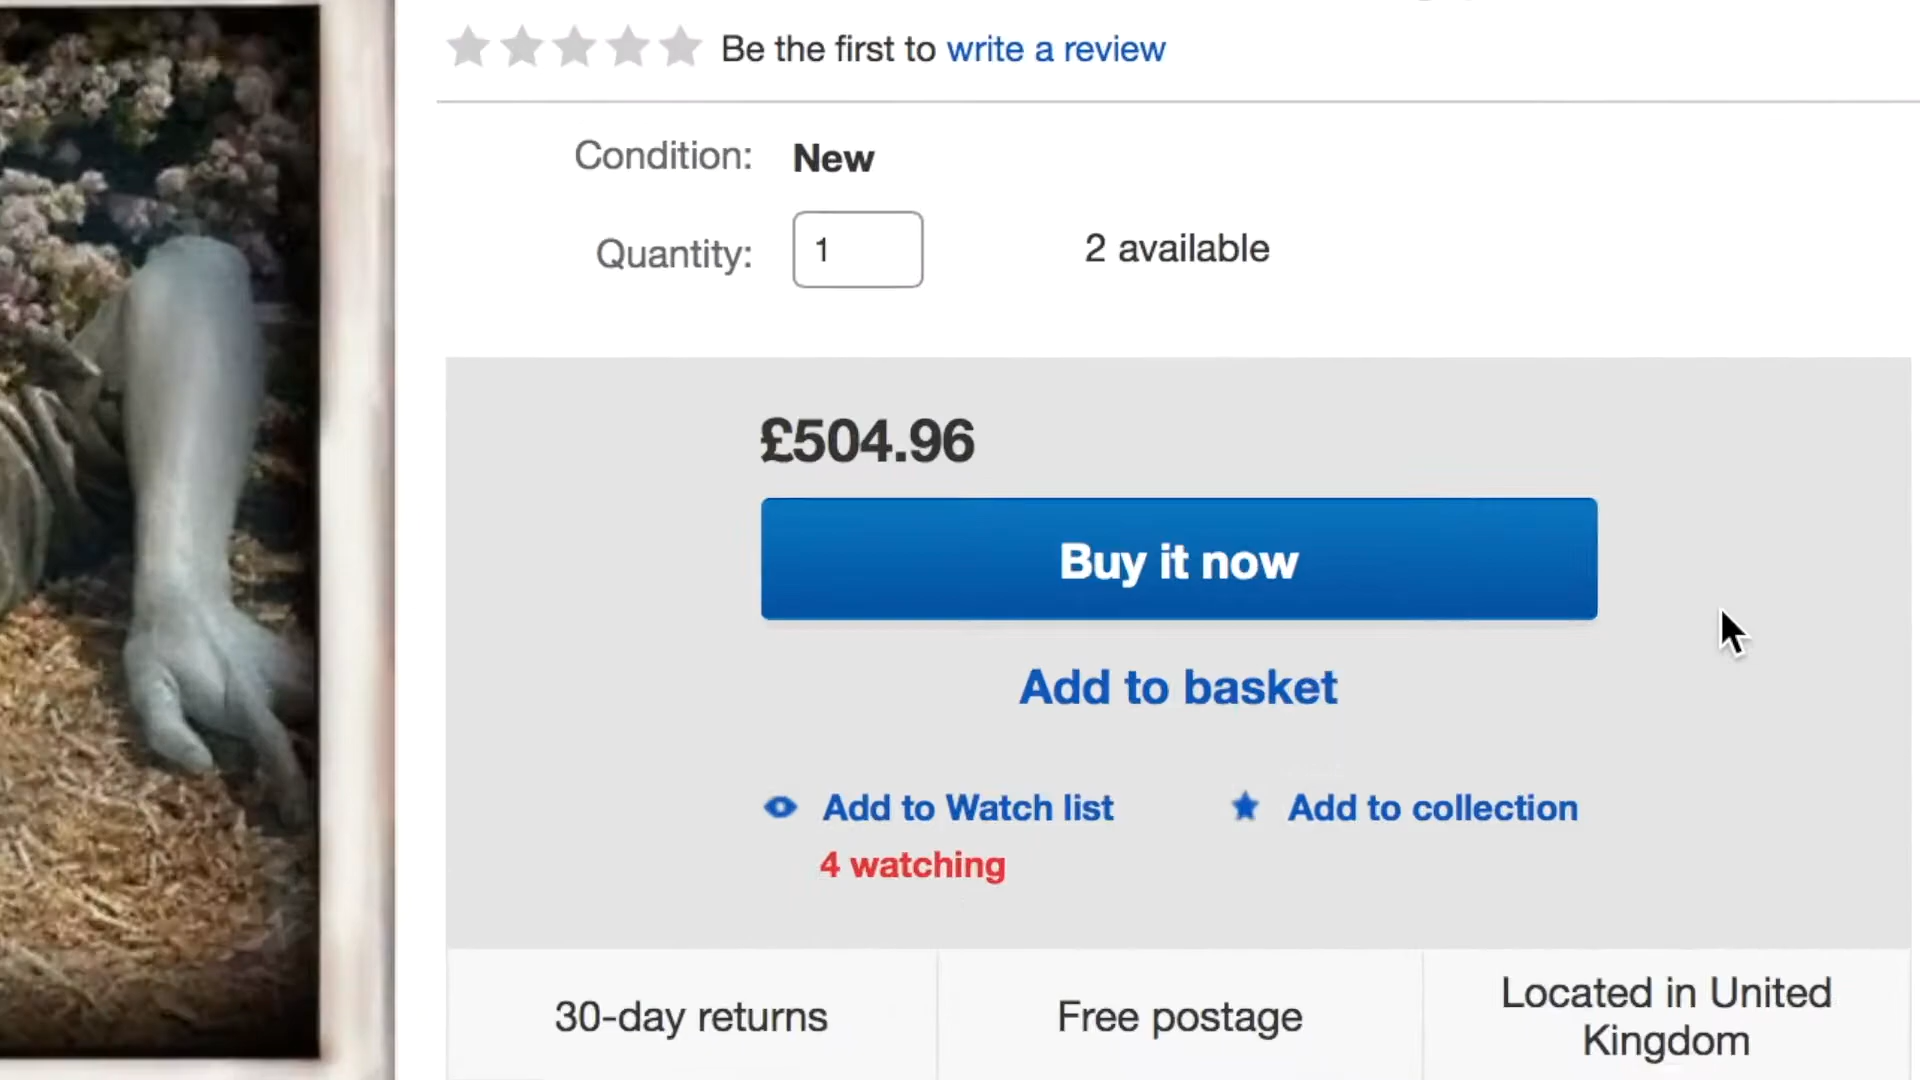 Be the first to write a review
Condition: New
Quantity: 1 2 available
£504.96
Buy it now
Add to basket
Add to Watch list Add to collection
4 watching
30-day returns Free postage Located in United
Kingdom